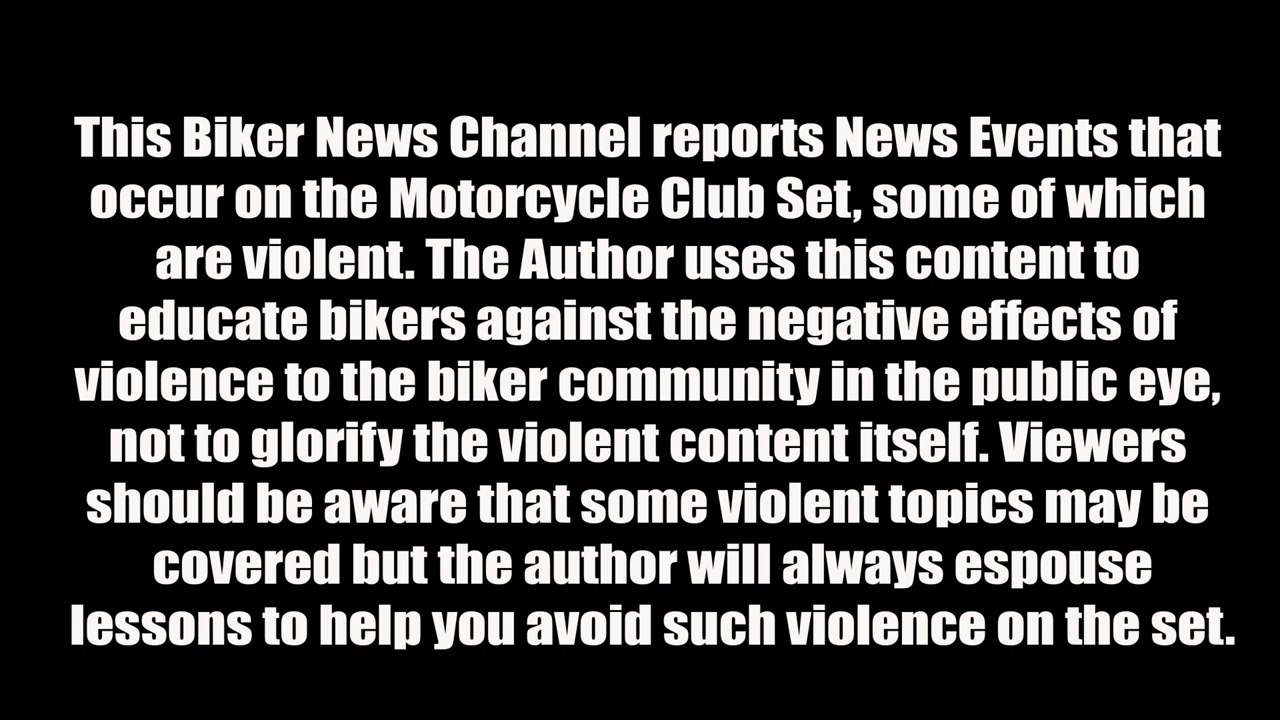 This Biker News Channel reports News Events that
occur on the Motorcycle Club Set, some of which
are violent. The Author uses this content to
educate bikers against the negative effects of
violence to the biker community in the public eye,
not to glorify the violent content itself. Viewers
should be aware that some violent topics may be
covered but the author will always espouse
lessons to help you avoid such violence on the set.